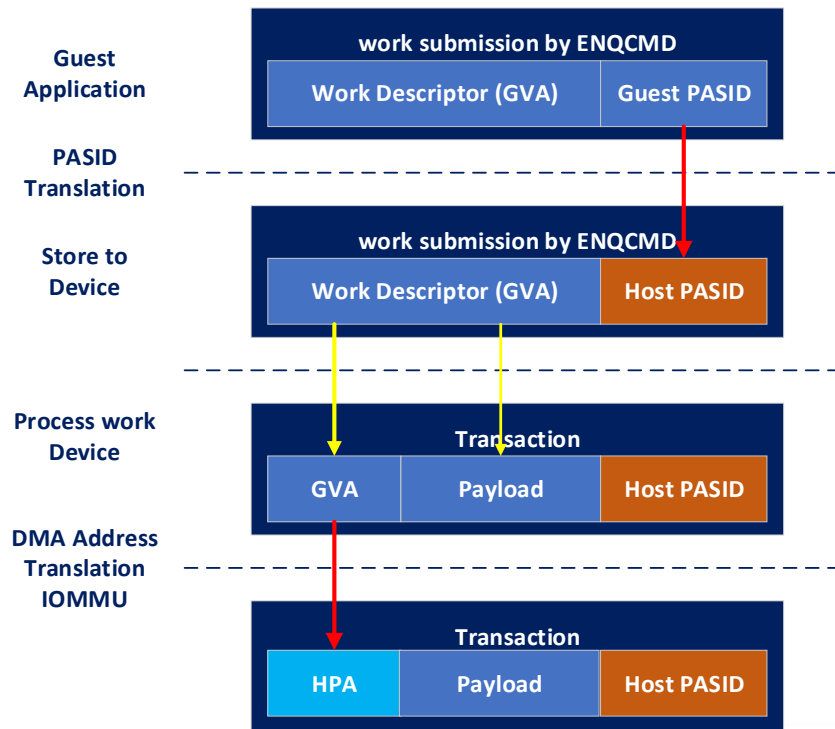 Guest
Application
work submission by ENQCMD
Work Descriptor (GVA)
Guest PASID
PASID
Translation
Store to
Device
work submission by ENQCMD
Work Descriptor (GVA)
Host PASID
Process work
Device
Transaction
GVA
Payload
Host PASID
DMA Address
Translation
IOMMU
Transaction
HPA
Payload
Host PASID